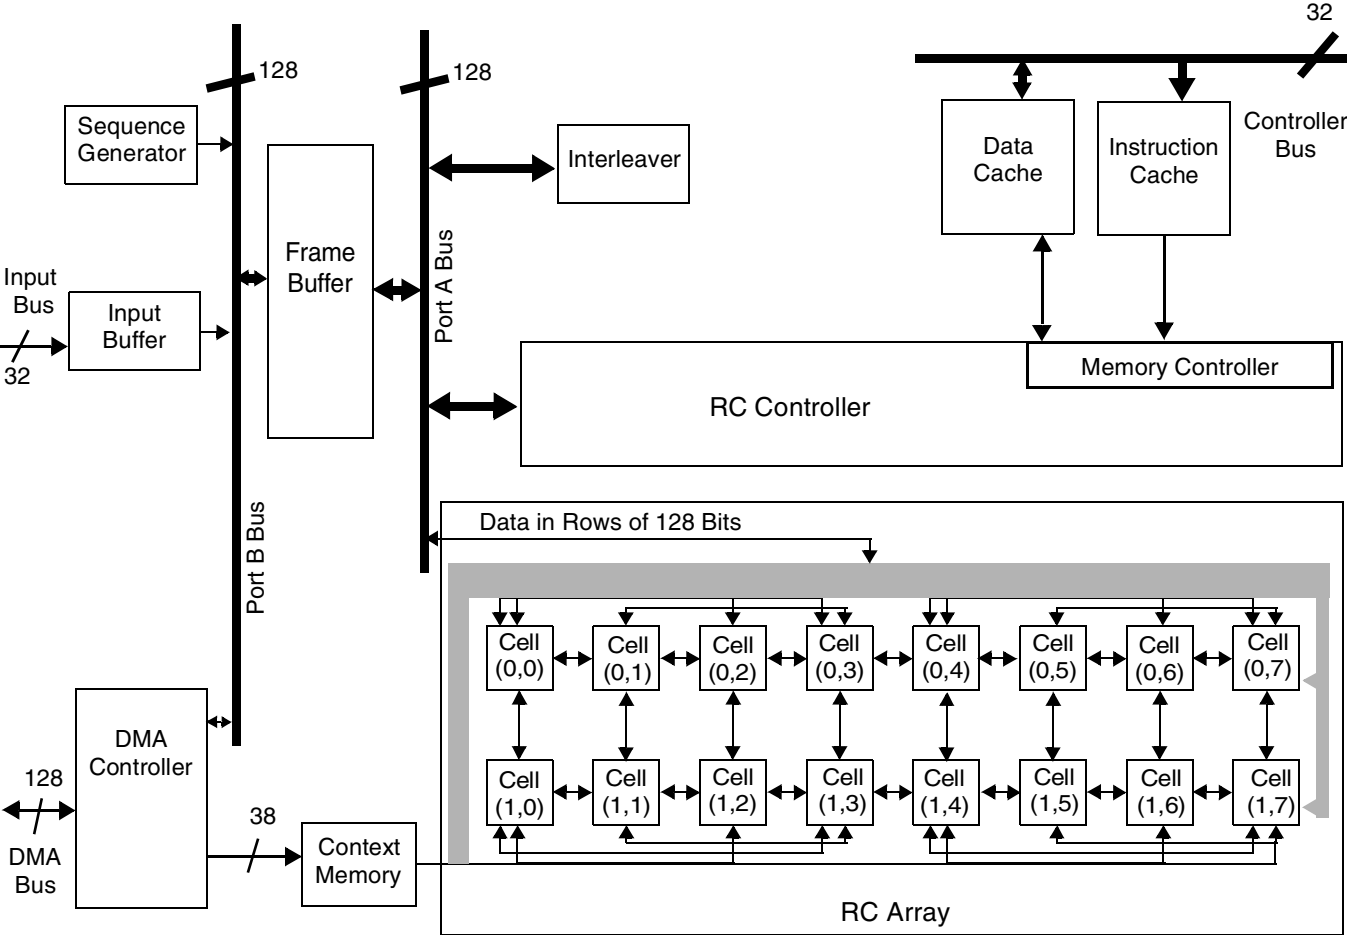 32
128
128
Sequence
Generator
Interleaver
Data
Cache
Instruction
Cache
Controller
Bus
Frame
Buffer
Port A Bus
Input
Bus
Input
Buffer
32
Memory Controller
RC Controller
Port B Bus
Data in Rows of 128 Bits
Cell
(0,0)
Cell
(0,1)
Cell
(0,2)
Cell
(0,3)
Cell
(0,4)
Cell
(0,5)
Cell
(0,6)
Cell
(0,7)
DMA
Controller
128
DMA
Bus
38
Context
Memory
Cell
(1,0)
Cell
(1,1)
Cell
(1,2)
Cell
(1,3)
Cell
(1,4)
Cell
(1,5)
Cell
(1,6)
Cell
(1,7)
RC Array